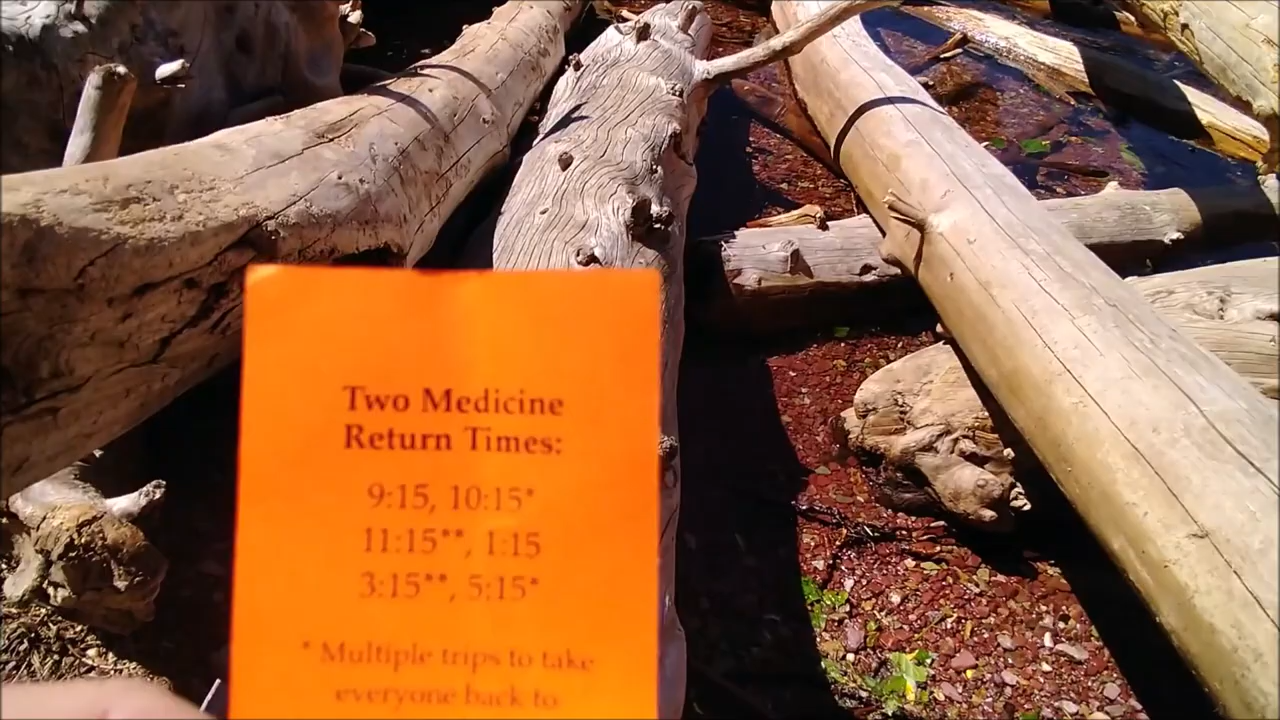 Two Medicine
Return Times:
9:15, 10:15*
11:15**, 1:15
3:15**, 5:15*
* Multiple trips to take
everyone back to